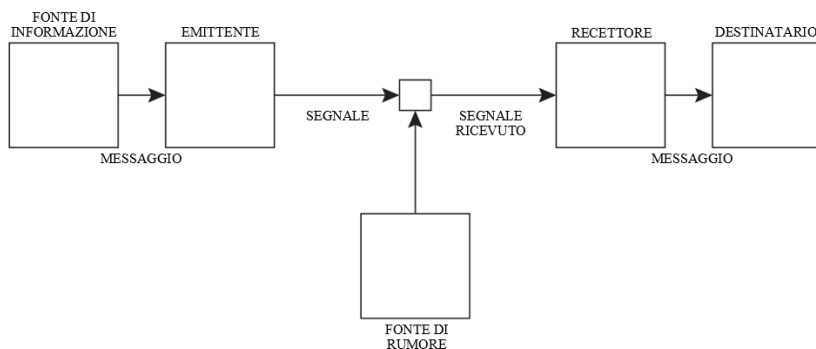 FONTE DI
INFORMAZIONE
EMITTENTE
RECETTORE
DESTINATARIO
SEGNALE
SEGNALE
RICEVUTO
MESSAGGIO
MESSAGGIO
FONTE DI
RUMORE